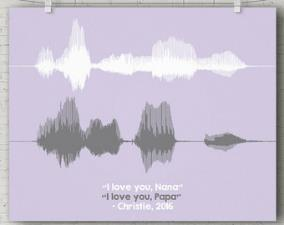 "I love you, Nana"
"I love you, Papa"
- Christie, 2016